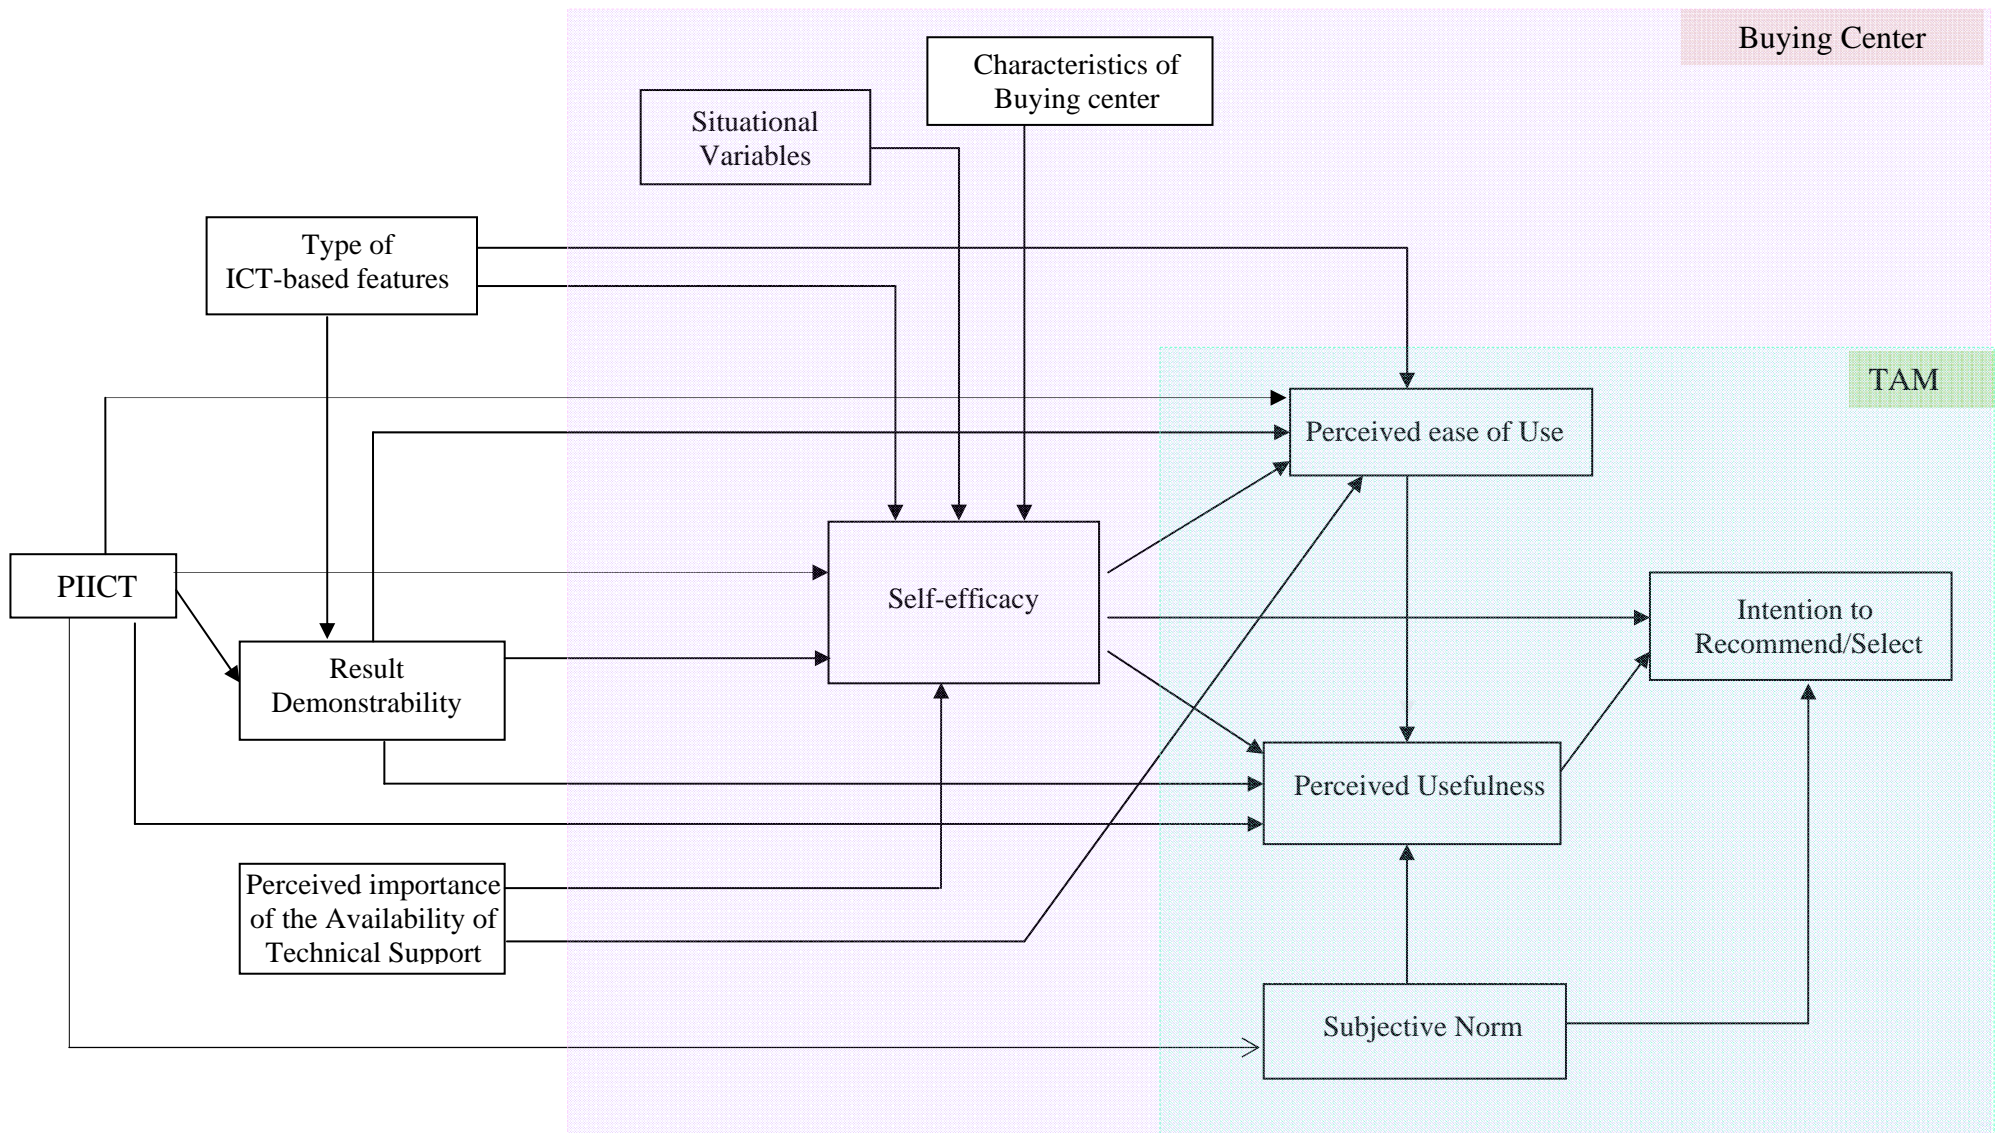 Buying Center
Characteristics of
Buying center
Situational
Variables
Type of
ICT-based features
TAM
Perceived ease of Use
PIICT
Self-efficacy
Intention to
Recommend/Select
Result
Demonstrability
Perceived Usefulness
Perceived importance
of the Availability of
Technical Support
Subjective Norm